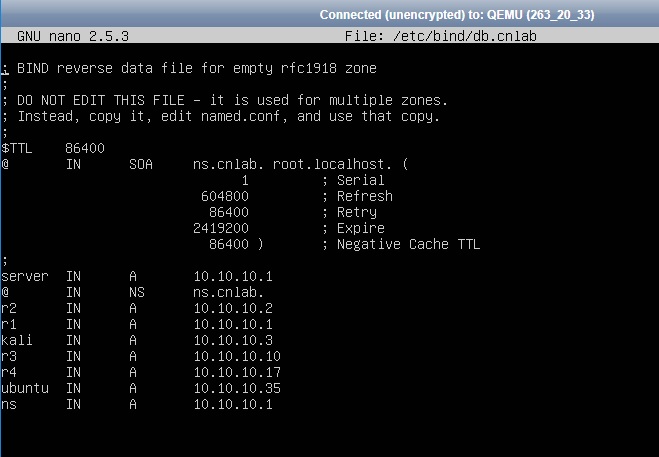 Connected (unencrypted) to: QEMU (263_20_33)
GNU nano 2.5.3 File: /etc/bind/db.cnlab
; BIND reverse data file for empty rfc1918 zone
;
; DO NOT EDIT THIS FILE - it is used for multiple zones.
; Instead, copy it, edit named.conf, and use that copy.
;
$TTL 86400
@ IN SOA ns.cnlab. root.localhost. (
1 ; Serial
604800 ; Refresh
86400 ; Retry
2419200 ; Expire
86400 ) ; Negative Cache TTL
;
server IN A 10.10.10.1
@ IN NS ns.cnlab.
r2 IN A 10.10.10.2
r1 IN A 10.10.10.1
kali IN A 10.10.10.3
r3 IN A 10.10.10.10
r4 IN A 10.10.10.17
ubuntu IN A 10.10.10.35
ns IN A 10.10.10.1